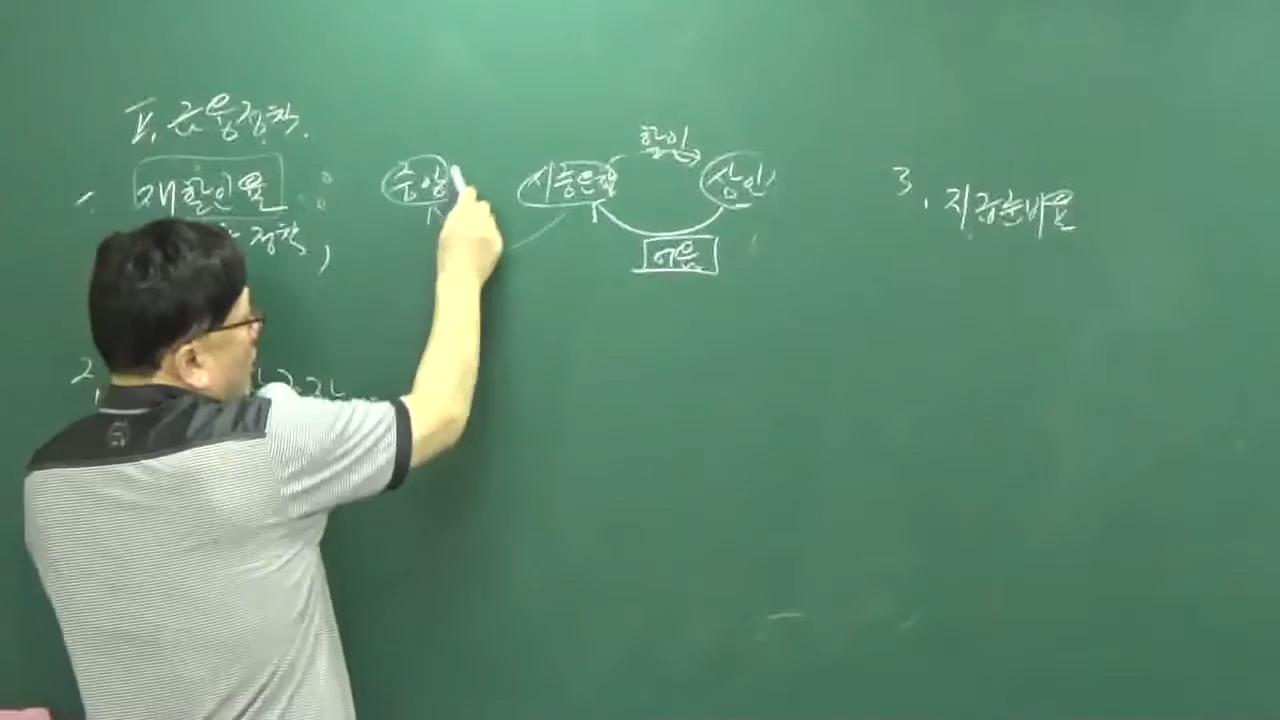 Ⅴ. 금융정책.
1. 재할인율 :
정책,
중앙 시중은행 할인 상인
어음
2.
3. 지급준비율